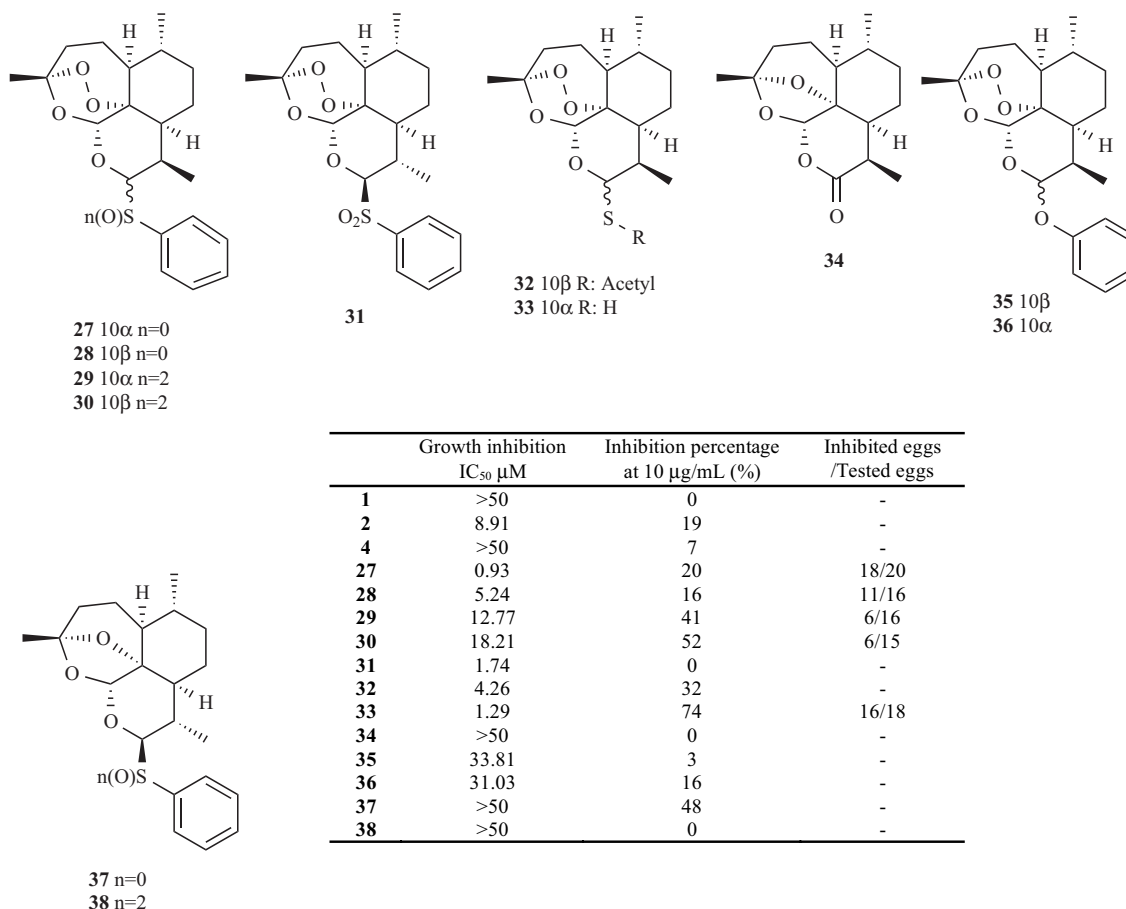 H
O
O
O
O
H
O
n(O)S
27 10α n=0
28 10β n=0
29 10α n=2
30 10β n=2
H
O
O
O
O
H
O
O2S
31
H
O
O
O
O
H
O
S
R
32 10β R: Acetyl
33 10α R: H
H
O
O
H
O
O
34
H
O
O
O
O
H
O
O
35 10β
36 10α
H
O
O
H
O
n(O)S
37 n=0
38 n=2
Growth inhibition IC50 μM Inhibition percentage at 10 μg/mL (%) Inhibited eggs /Tested eggs
1 >50 0 -
2 8.91 19 -
4 >50 7 -
27 0.93 20 18/20
28 5.24 16 11/16
29 12.77 41 6/16
30 18.21 52 6/15
31 1.74 0 -
32 4.26 32 -
33 1.29 74 16/18
34 >50 0 -
35 33.81 3 -
36 31.03 16 -
37 >50 48 -
38 >50 0 -